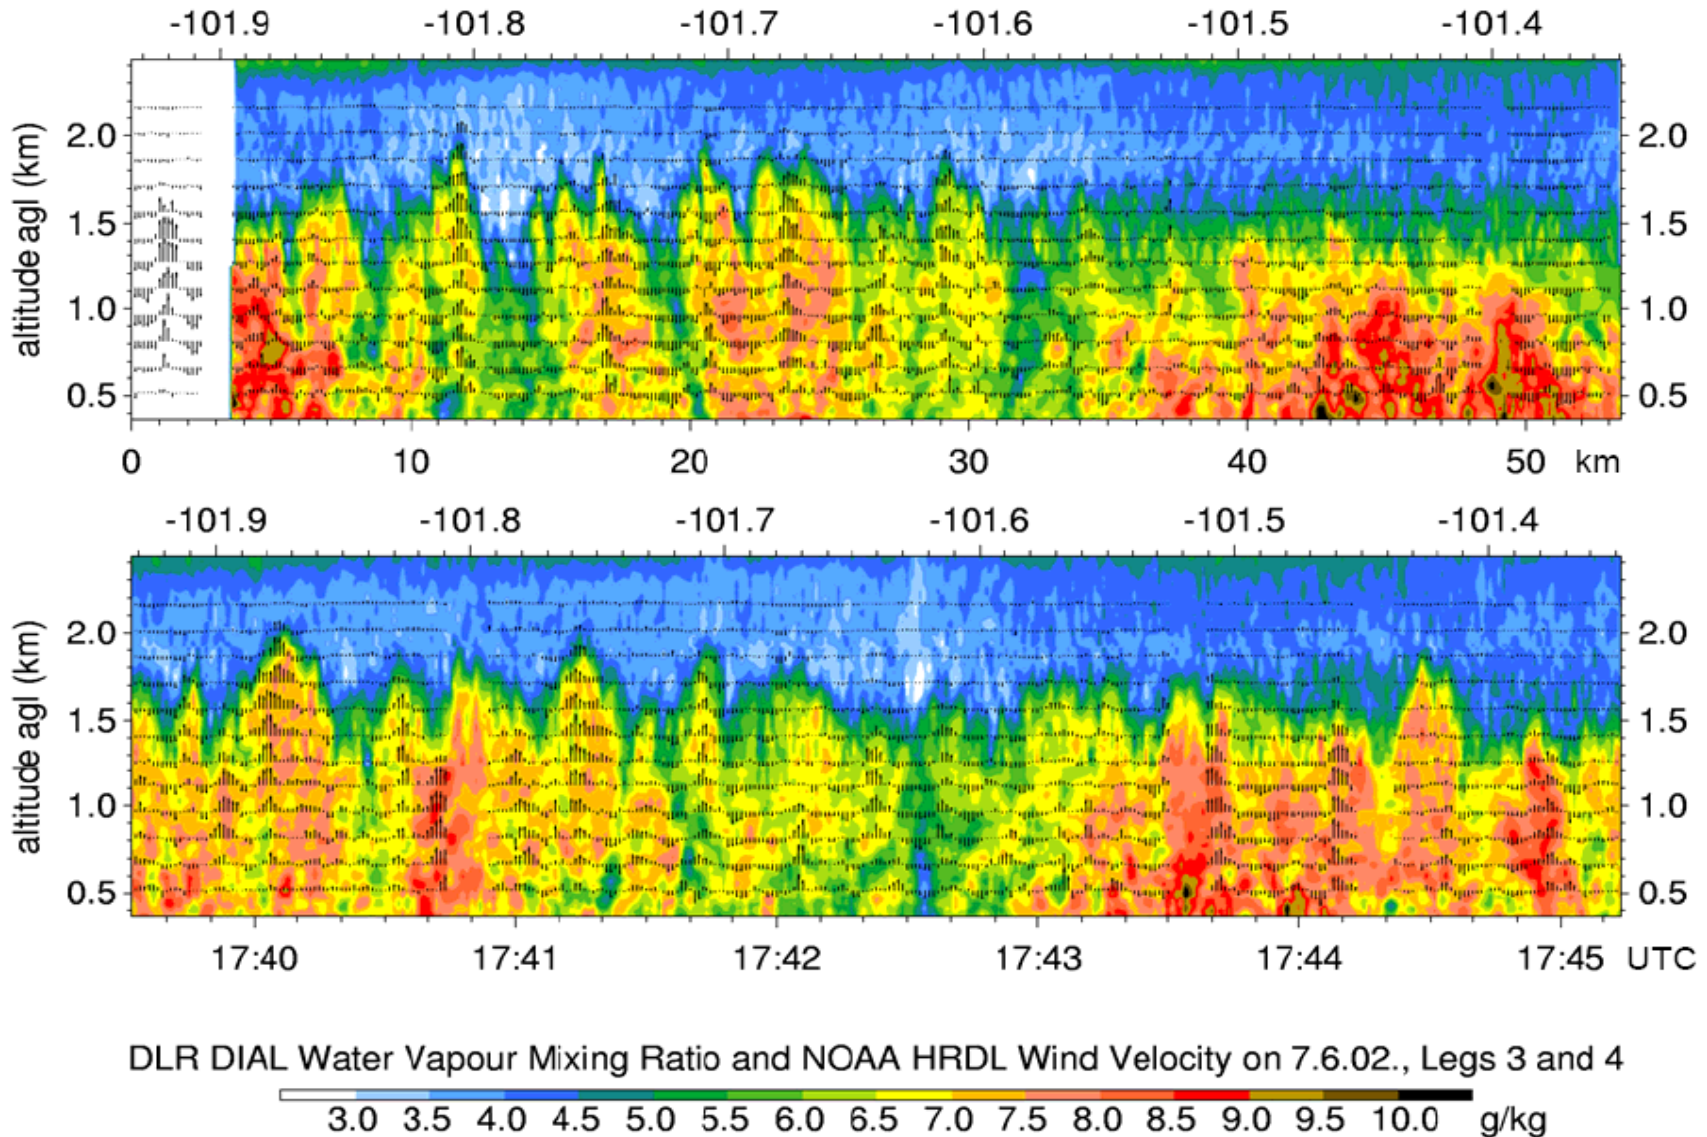 -101.9 -101.8 -101.7 -101.6 -101.5 -101.4
altitude agl (km)
2.0 2.0
1.5 1.5
1.0 1.0
0.5 0.5
0 10 20 30 40 50 km
-101.9 -101.8 -101.7 -101.6 -101.5 -101.4
altitude agl (km)
2.0 2.0
1.5 1.5
1.0 1.0
0.5 0.5
17:40 17:41 17:42 17:43 17:44 17:45 UTC
DLR DIAL Water Vapour Mixing Ratio and NOAA HRDL Wind Velocity on 7.6.02., Legs 3 and 4
3.0 3.5 4.0 4.5 5.0 5.5 6.0 6.5 7.0 7.5 8.0 8.5 9.0 9.5 10.0 g/kg